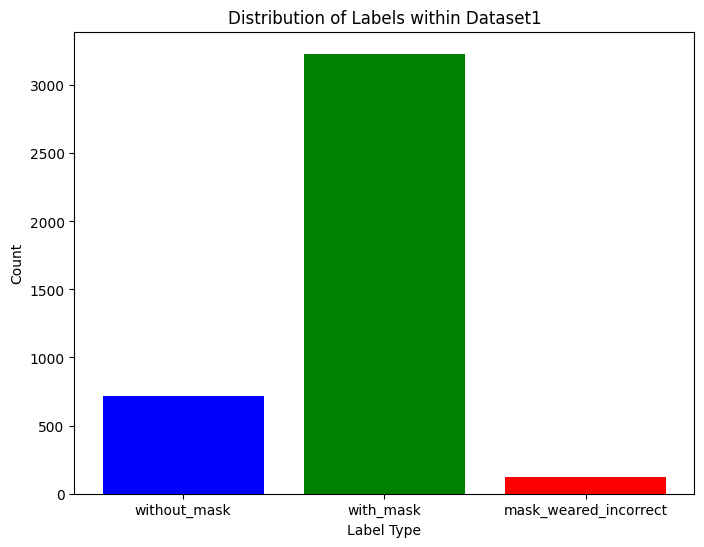 Distribution of Labels within Dataset1
Count
3000
2500
2000
1500
1000
500
0
without_mask with_mask mask_weared_incorrect
Label Type